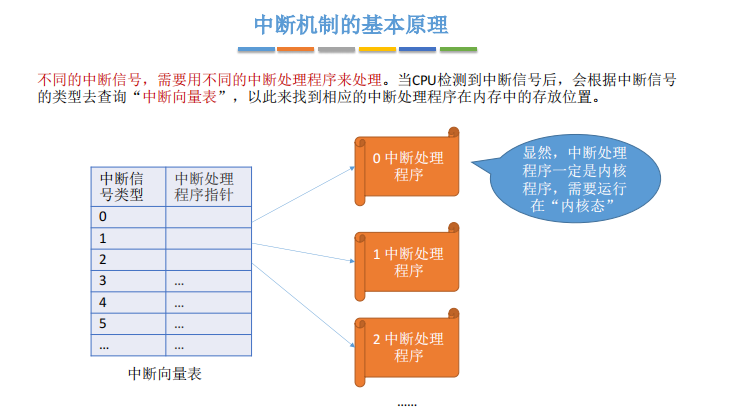 中断机制的基本原理
不同的中断信号，需要用不同的中断处理程序来处理。当CPU检测到中断信号后，会根据中断信号
的类型去查询“中断向量表”，以此来找到相应的中断处理程序在内存中的存放位置。
中断信
号类型
中断处理
程序指针
0
1
2
3 …
4 …
5 …
… …
中断向量表
0 中断处理
程序
1 中断处理
程序
2 中断处理
程序
……
显然，中断处理
程序一定是内核
程序，需要运行
在“内核态”